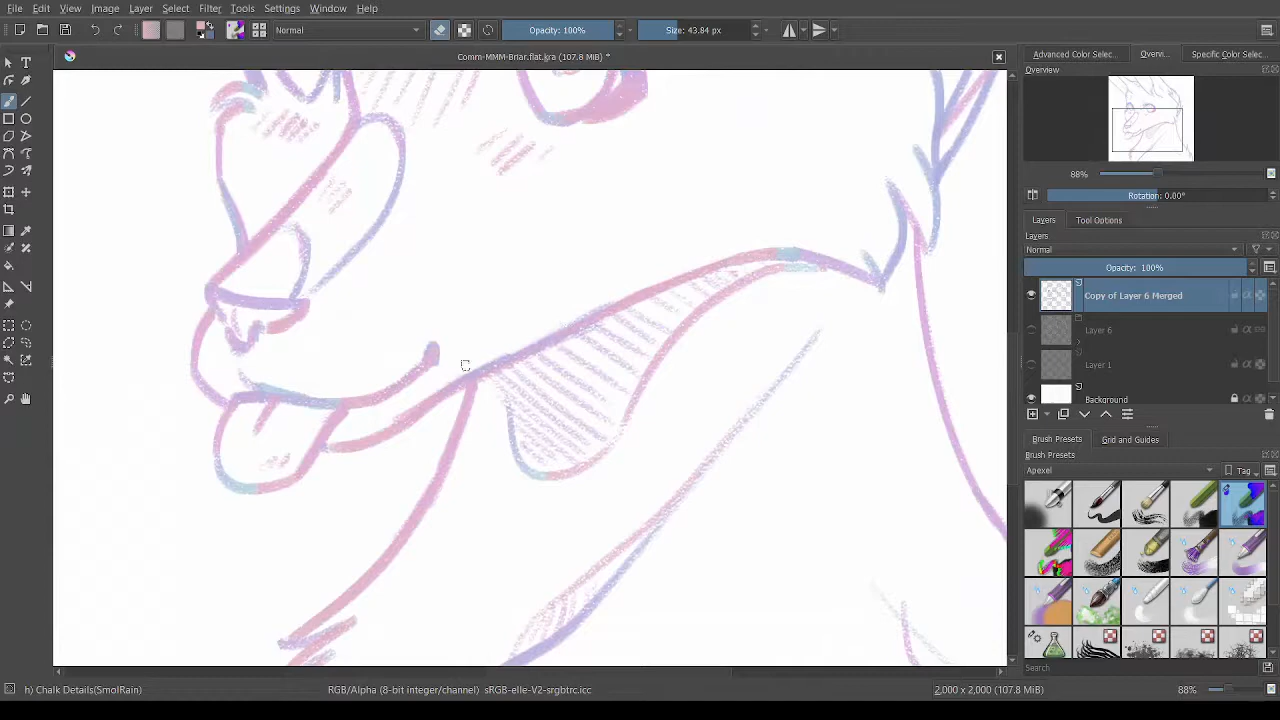 File Edit View Image Layer Select Filter Tools Settings Window Help
Normal Opacity: 100% Size: 43.84 px
Comm-MMM-Briar.flat.kra (107.8 MiB) *
Advanced Color Selec... Overvi... Specific Color Selec...
Overview
88%
Rotation: 0.00°
Layers Tool Options
Layers
Normal
Opacity: 100%
Copy of Layer 6 Merged
Layer 6
Layer 1
Background
Brush Presets Grid and Guides
Brush Presets
Apexel Tag
Search
h) Chalk Details(SmolRain) RGB/Alpha (8-bit integer/channel) sRGB-elle-V2-srgbtrc.icc 2,000 x 2,000 (107.8 MiB) 88%